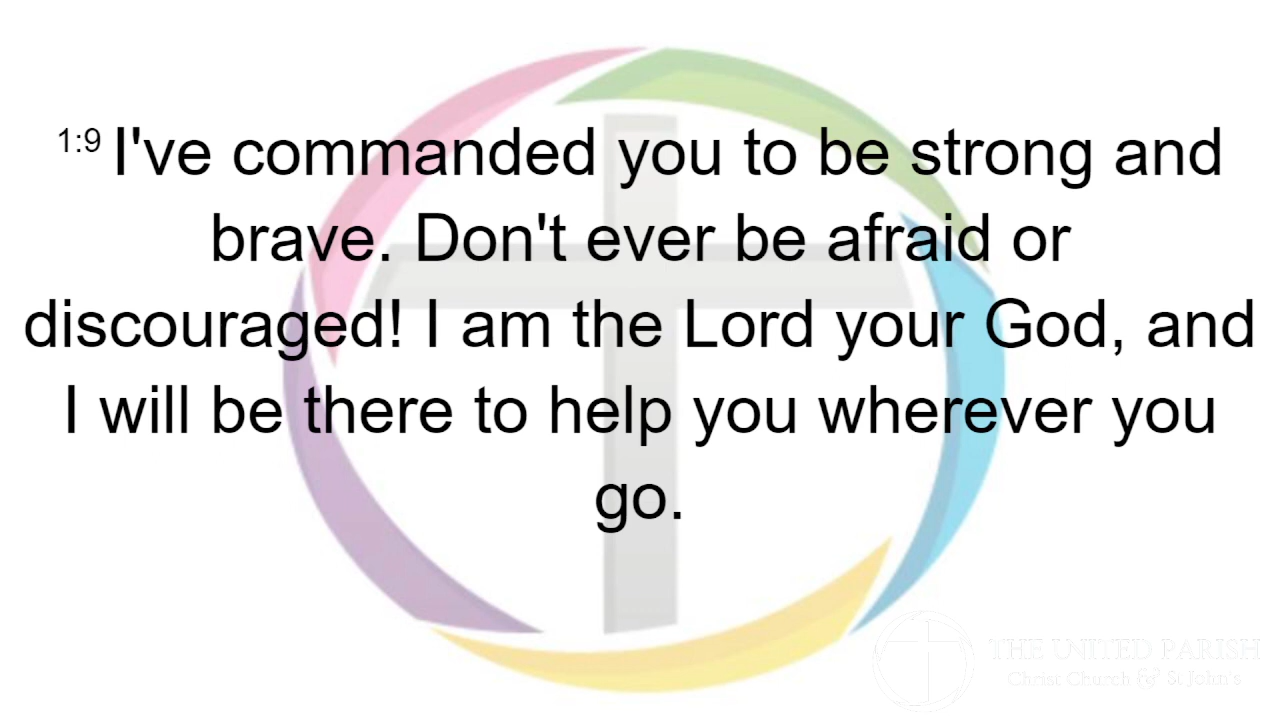 1:9 I've commanded you to be strong and
brave. Don't ever be afraid or
discouraged! I am the Lord your God, and
I will be there to help you wherever you
go.
THE UNITED PARISH
Christ Church & St John's